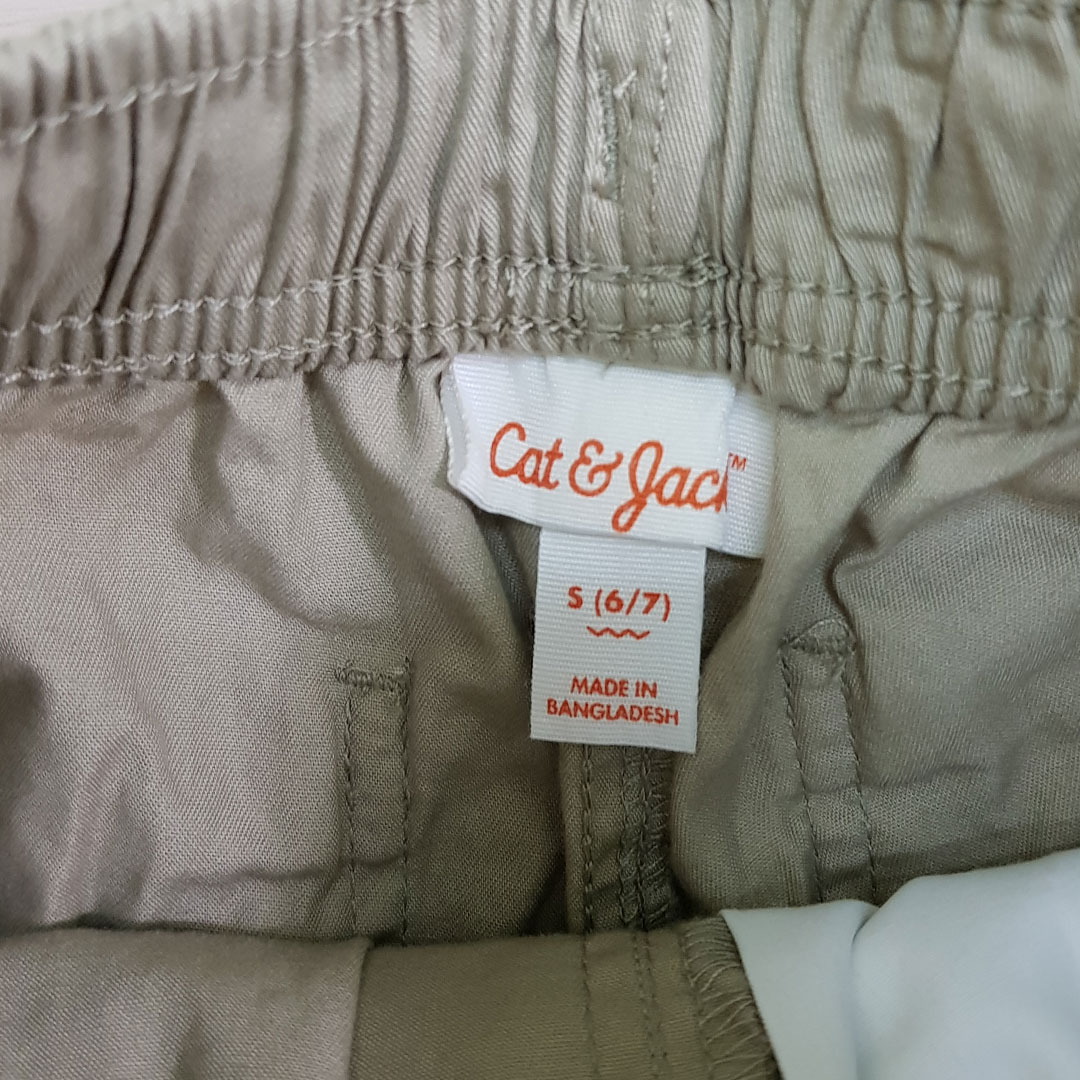 Cat & Jack™
S (6/7)
MADE IN
BANGLADESH